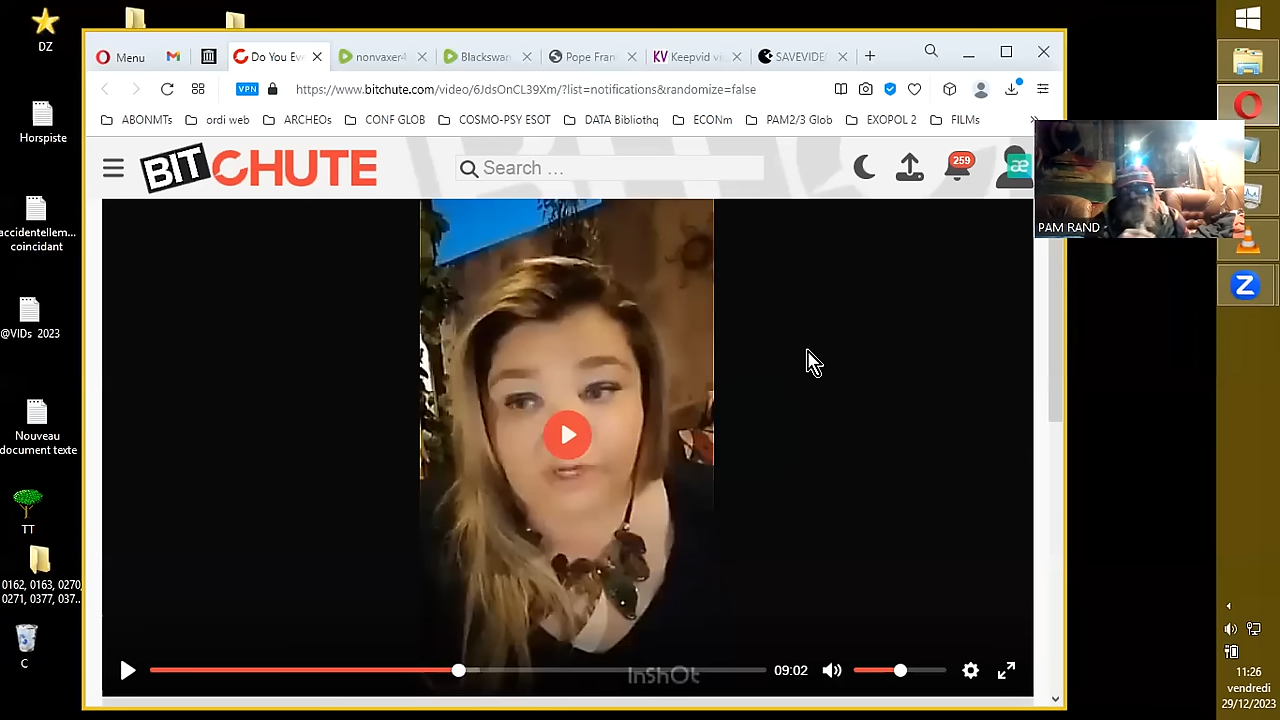 DZ
Horspiste
accidentellem...
coincidant
@VIDs 2023
Nouveau
document texte
TT
0162, 0163, 0270,
0271, 0377, 037...
C
Menu
Do You Ev
nonvaxer4
Blackswan
Pope Fran
KV Keepvid vi
SAVEVIDE
VPN
https://www.bitchute.com/video/6JdsOnCL39Xm/?list=notifications&randomize=false
ABONMTs
ordi web
ARCHEOs
CONF GLOB
COSMO-PSY ESOT
DATA Bibliothq
ECONm
PAM2/3 Glob
EXOPOL 2
FILMs
»
BITCHUTE
Search ...
259
æ
PAM RAND
09:02
InShOt
Z
11:26
vendredi
29/12/2023